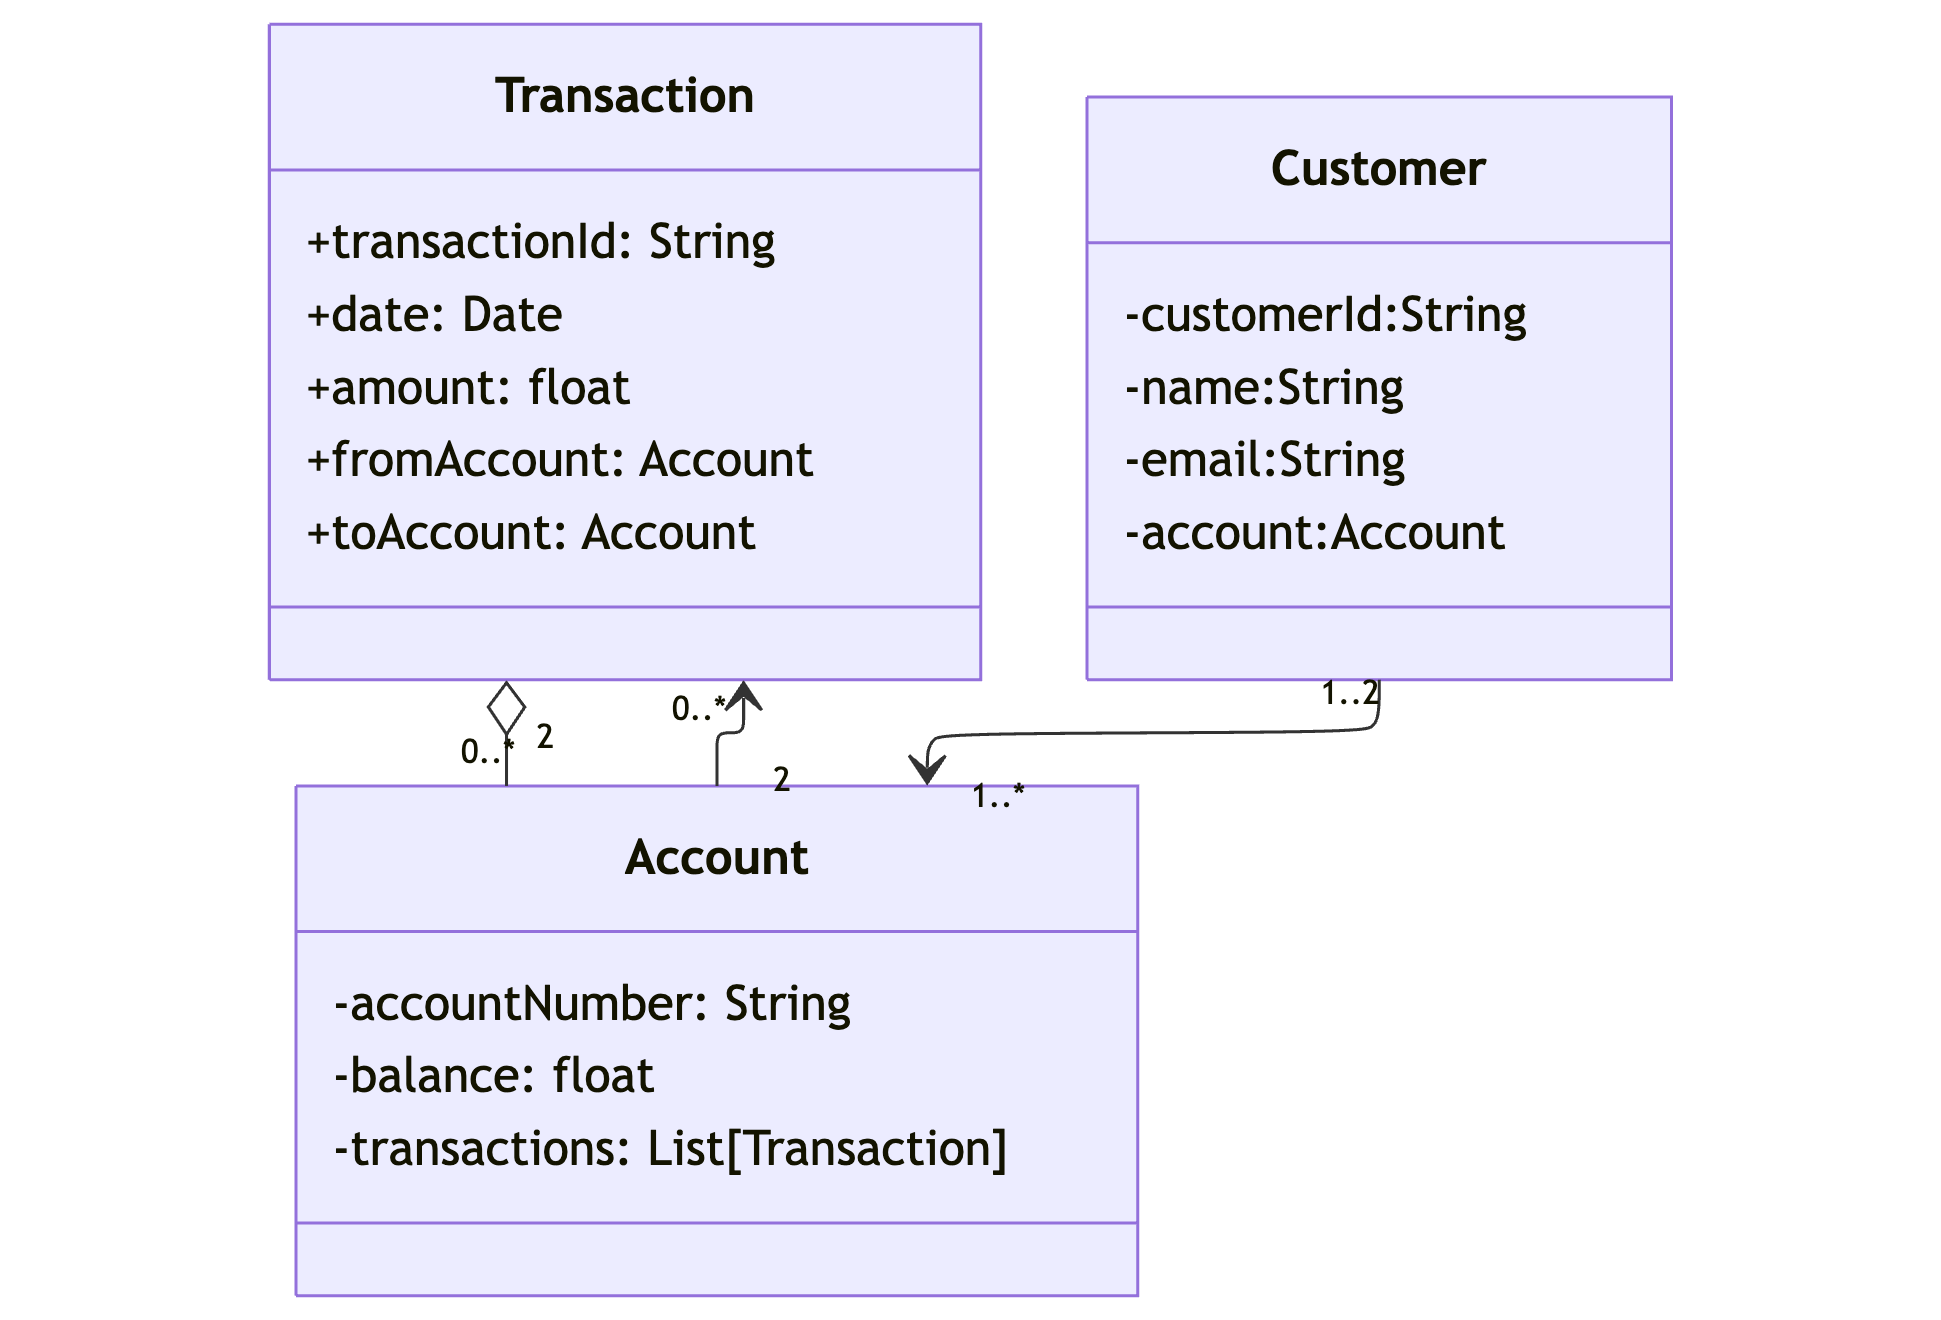 Transaction
+transactionId: String
+date: Date
+amount: float
+fromAccount: Account
+toAccount: Account
Customer
-customerId:String
-name:String
-email:String
-account:Account
0..*
2
0..*
2
1..2
1..*
Account
-accountNumber: String
-balance: float
-transactions: List[Transaction]